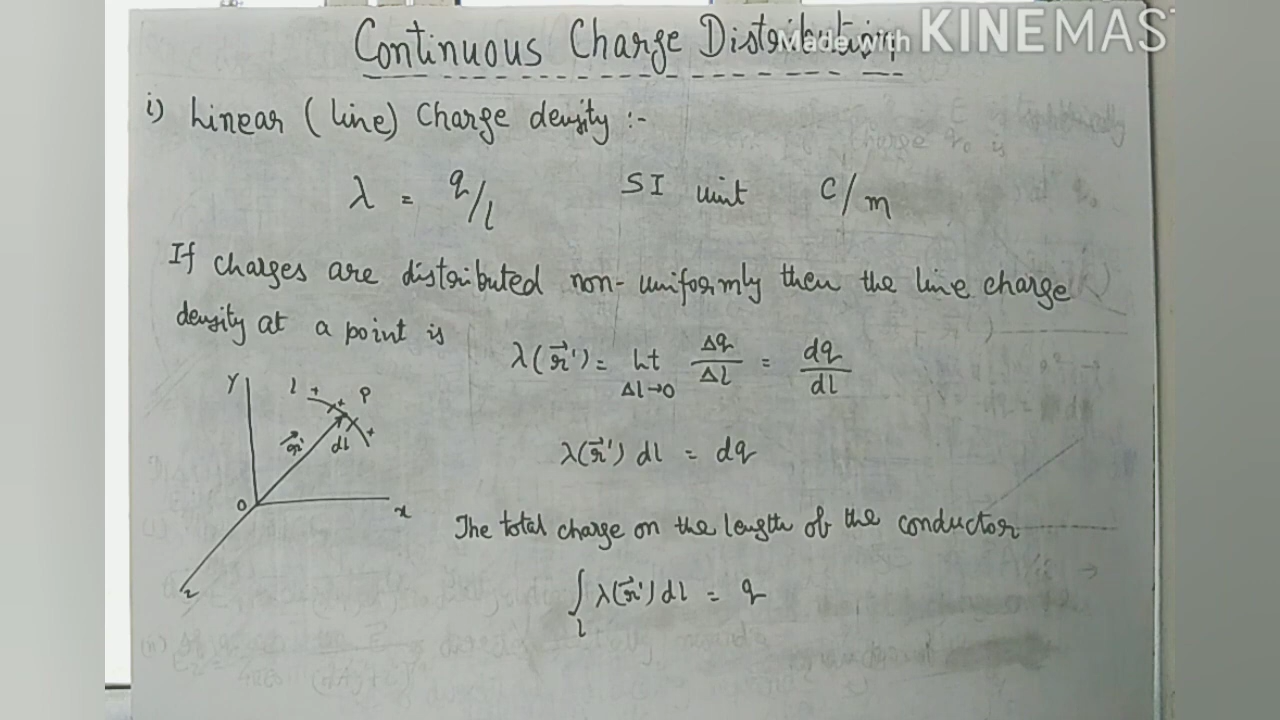 Continuous Charge Distribution
Made with KINEMAS
i) Linear (line) Charge density :-
λ = q/l SI unit C/m
If charges are distributed non-uniformly then the line charge
density at a point is
λ(r⃗') = Lt Δl→0 Δq/Δl = dq/dl
Y l + + P
r⃗' dl +
λ(r⃗') dl = dq
O x
The total charge on the length of the conductor
z
∫l λ(r⃗') dl = q